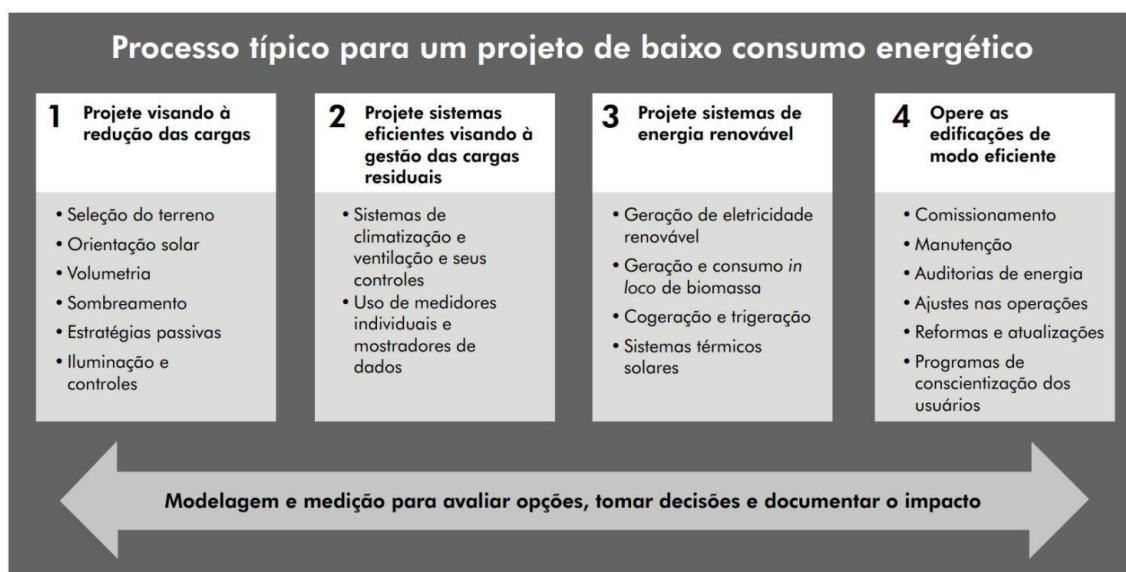 Processo típico para um projeto de baixo consumo energético
1 Projete visando à
redução das cargas
• Seleção do terreno
• Orientação solar
• Volumetria
• Sombreamento
• Estratégias passivas
• Iluminação e
controles
2 Projete sistemas
eficientes visando à
gestão das cargas
residuais
• Sistemas de
climatização e
ventilação e seus
controles
• Uso de medidores
individuais e
mostradores de
dados
3 Projete sistemas de
energia renovável
• Geração de eletricidade
renovável
• Geração e consumo in
loco de biomassa
• Cogeração e trigeração
• Sistemas térmicos
solares
4 Opere as
edificações de
modo eficiente
• Comissionamento
• Manutenção
• Auditorias de energia
• Ajustes nas operações
• Reformas e atualizações
• Programas de
conscientização dos
usuários
Modelagem e medição para avaliar opções, tomar decisões e documentar o impacto